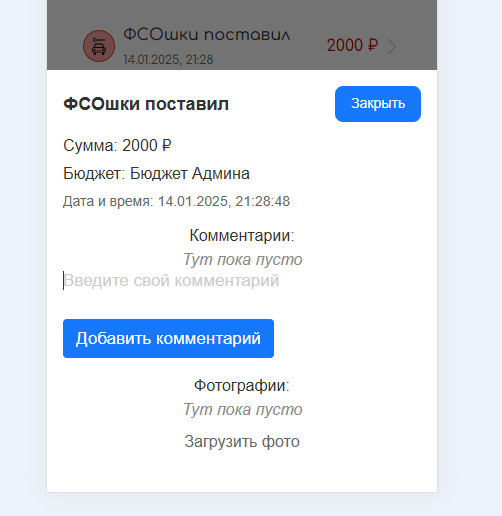 ФСОшки поставил
2000 ₽
14.01.2025, 21:28
ФСОшки поставил
Закрыть
Сумма: 2000 ₽
Бюджет: Бюджет Админа
Дата и время: 14.01.2025, 21:28:48
Комментарии:
Тут пока пусто
Введите свой комментарий
Добавить комментарий
Фотографии:
Тут пока пусто
Загрузить фото